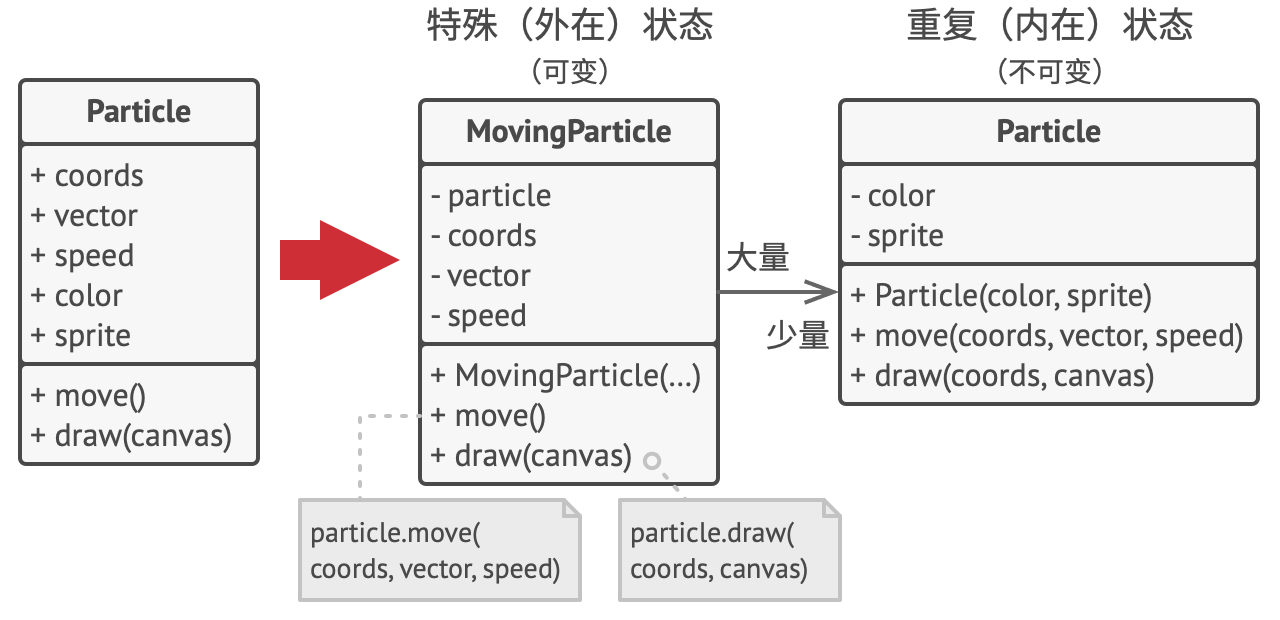 特殊（外在）状态
（可变）
重复（内在）状态
（不可变）
Particle
+ coords
+ vector
+ speed
+ color
+ sprite
+ move()
+ draw(canvas)
MovingParticle
- particle
- coords
- vector
- speed
+ MovingParticle(...)
+ move()
+ draw(canvas)
particle.move(
coords, vector, speed)
particle.draw(
coords, canvas)
大量
少量
Particle
- color
- sprite
+ Particle(color, sprite)
+ move(coords, vector, speed)
+ draw(coords, canvas)